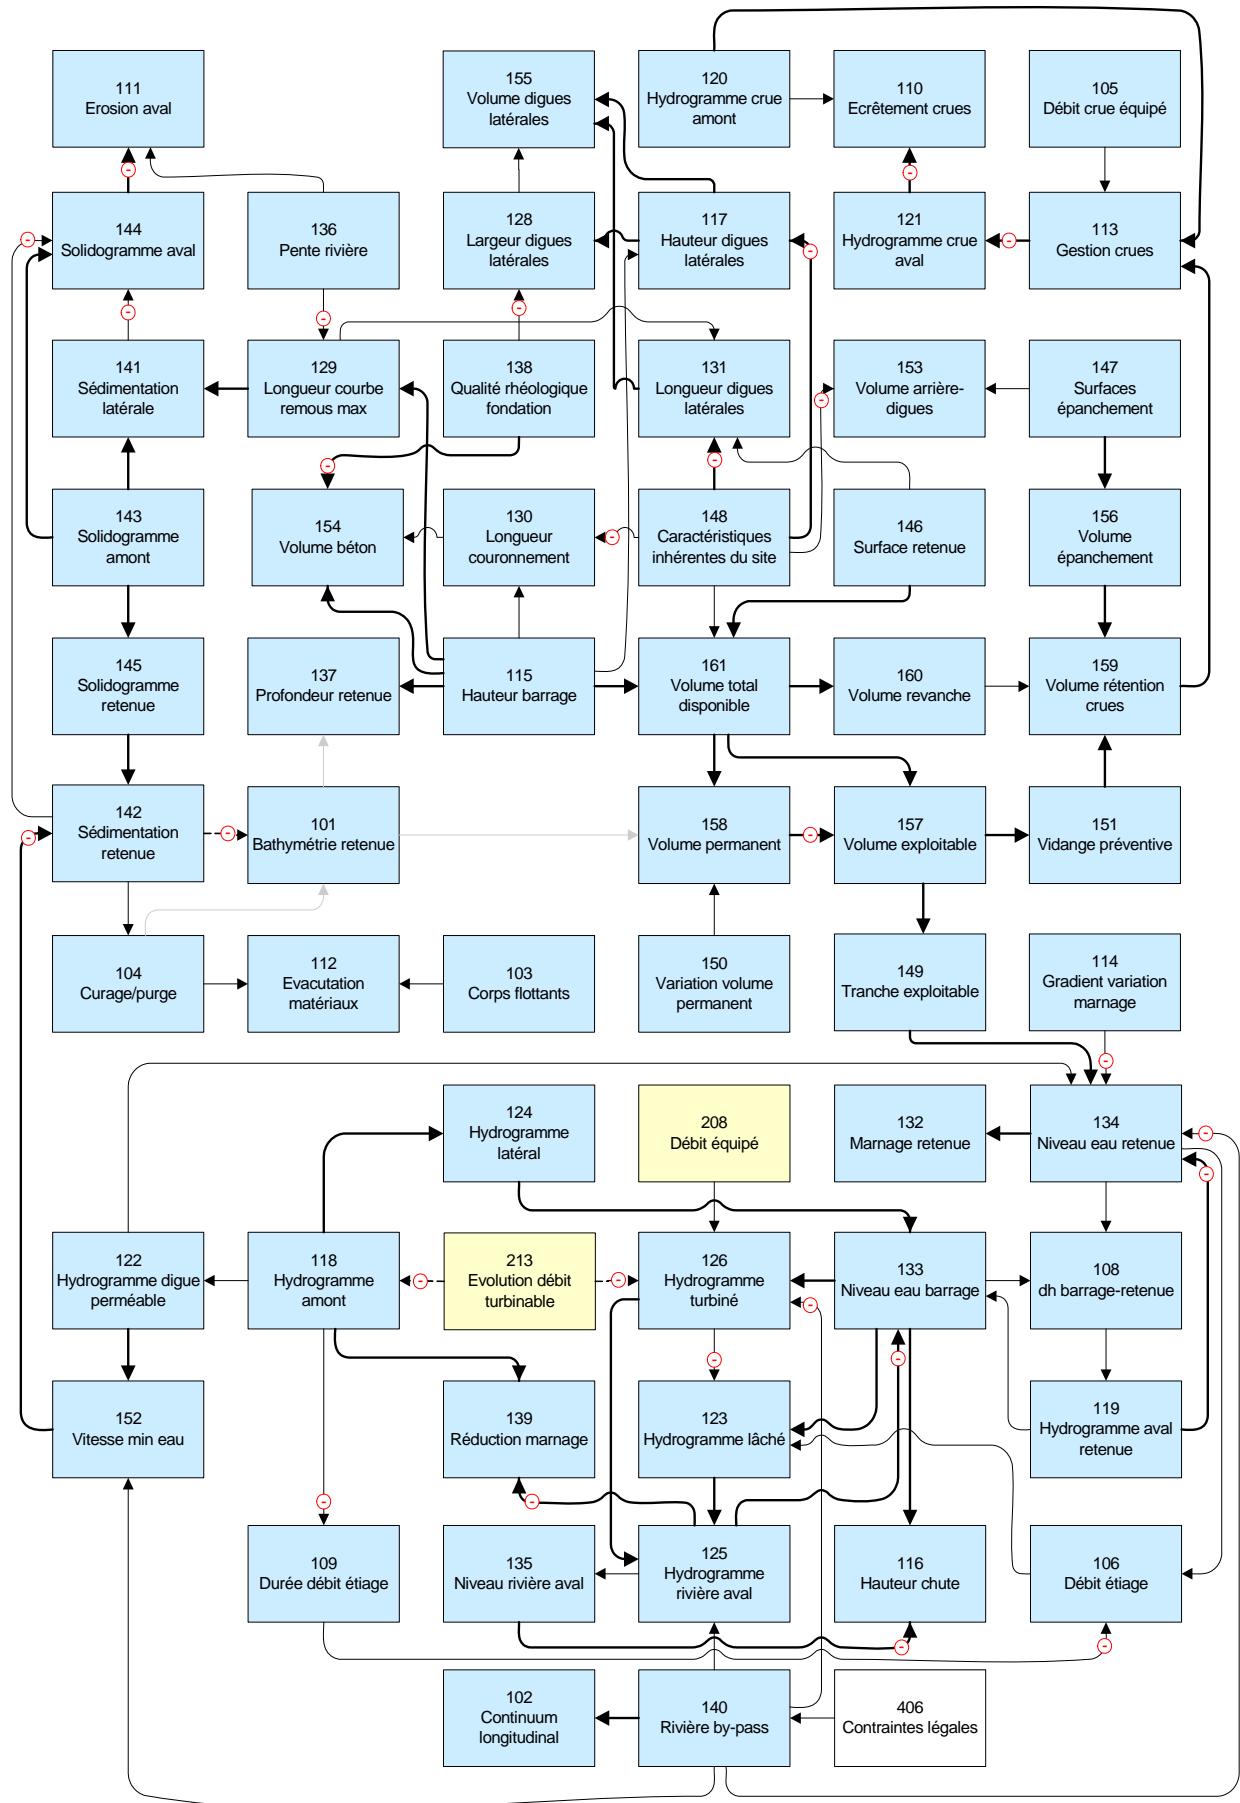 111
Erosion aval
155
Volume digues
latérales
120
Hydrogramme crue
amont
110
Ecrêtement crues
105
Débit crue équipé
144
Solidogramme aval
136
Pente rivière
128
Largeur digues
latérales
117
Hauteur digues
latérales
121
Hydrogramme crue
aval
113
Gestion crues
141
Sédimentation
latérale
129
Longueur courbe
remous max
138
Qualité rhéologique
fondation
131
Longueur digues
latérales
153
Volume arrière-
digues
147
Surfaces
épanchement
143
Solidogramme
amont
154
Volume béton
130
Longueur
couronnement
148
Caractéristiques
inhérentes du site
146
Surface retenue
156
Volume
épanchement
145
Solidogramme
retenue
137
Profondeur retenue
115
Hauteur barrage
161
Volume total
disponible
160
Volume revanche
159
Volume rétention
crues
142
Sédimentation
retenue
101
Bathymétrie retenue
158
Volume permanent
157
Volume exploitable
151
Vidange préventive
104
Curage/purge
112
Evacutation
matériaux
103
Corps flottants
150
Variation volume
permanent
149
Tranche exploitable
114
Gradient variation
marnage
124
Hydrogramme
latéral
208
Débit équipé
132
Marnage retenue
134
Niveau eau retenue
122
Hydrogramme digue
perméable
118
Hydrogramme
amont
213
Evolution débit
turbinable
126
Hydrogramme
turbiné
133
Niveau eau barrage
108
dh barrage-retenue
152
Vitesse min eau
139
Réduction marnage
123
Hydrogramme lâché
119
Hydrogramme aval
retenue
109
Durée débit étiage
135
Niveau rivière aval
125
Hydrogramme
rivière aval
116
Hauteur chute
106
Débit étiage
102
Continuum
longitudinal
140
Rivière by-pass
406
Contraintes légales